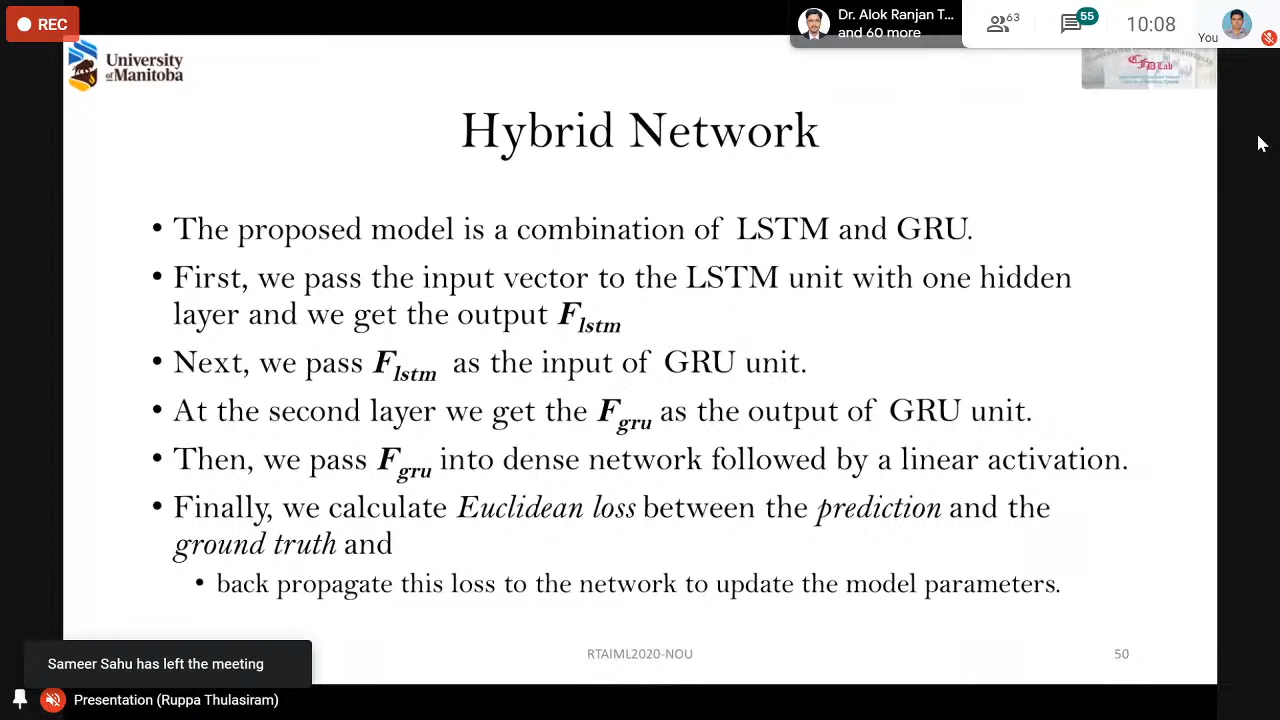 REC
Dr. Alok Ranjan T...
and 60 more
63
55
10:08
You
University
of Manitoba
CFD Lab
Hybrid Network
• The proposed model is a combination of LSTM and GRU.
• First, we pass the input vector to the LSTM unit with one hidden
layer and we get the output Flstm
• Next, we pass Flstm as the input of GRU unit.
• At the second layer we get the Fgru as the output of GRU unit.
• Then, we pass Fgru into dense network followed by a linear activation.
• Finally, we calculate Euclidean loss between the prediction and the
ground truth and
• back propagate this loss to the network to update the model parameters.
Sameer Sahu has left the meeting
RTAIML2020-NOU
50
Presentation (Ruppa Thulasiram)